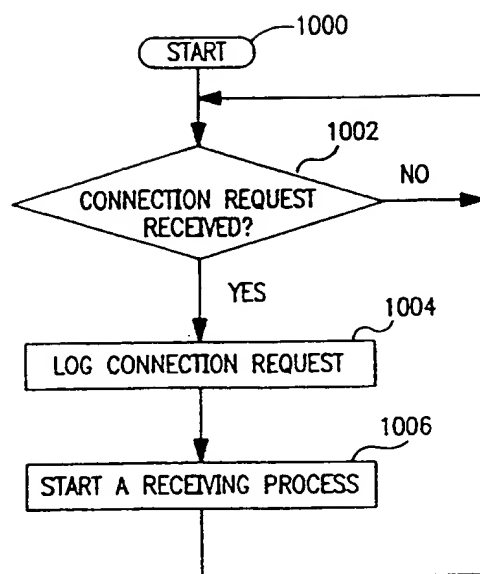 1000
START
1002
CONNECTION REQUEST
RECEIVED?
NO
YES
1004
LOG CONNECTION REQUEST
1006
START A RECEIVING PROCESS